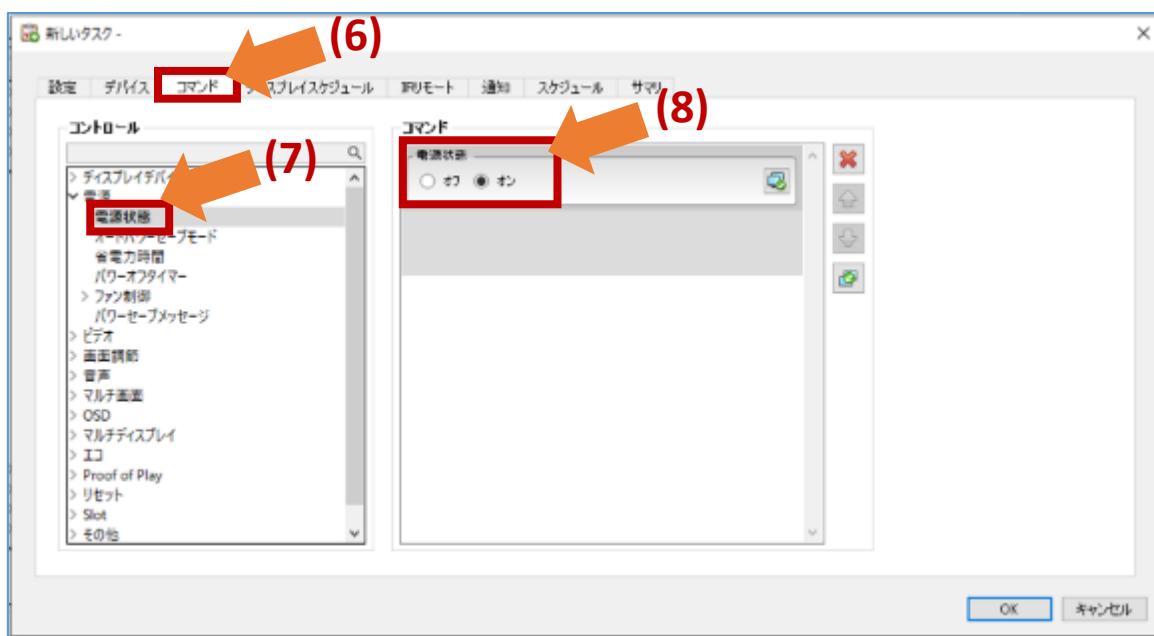 新しいタスク -
(6)
設定 デバイス コマンド ディスプレイスケジュール IRリモート 通知 スケジュール サマリ
(8)
コントロール
コマンド
(7)
電源状態
> ディスプレイデバイ
オフ オン
電源
電源状態
オートパワーセーブモード
省電力時間
パワーオフタイマー
> ファン制御
パワーセーブメッセージ
> ビデオ
> 画面調節
> 音声
> マルチ画面
> OSD
> マルチディスプレイ
> エコ
> Proof of Play
> リセット
> Slot
> その他
OK キャンセル